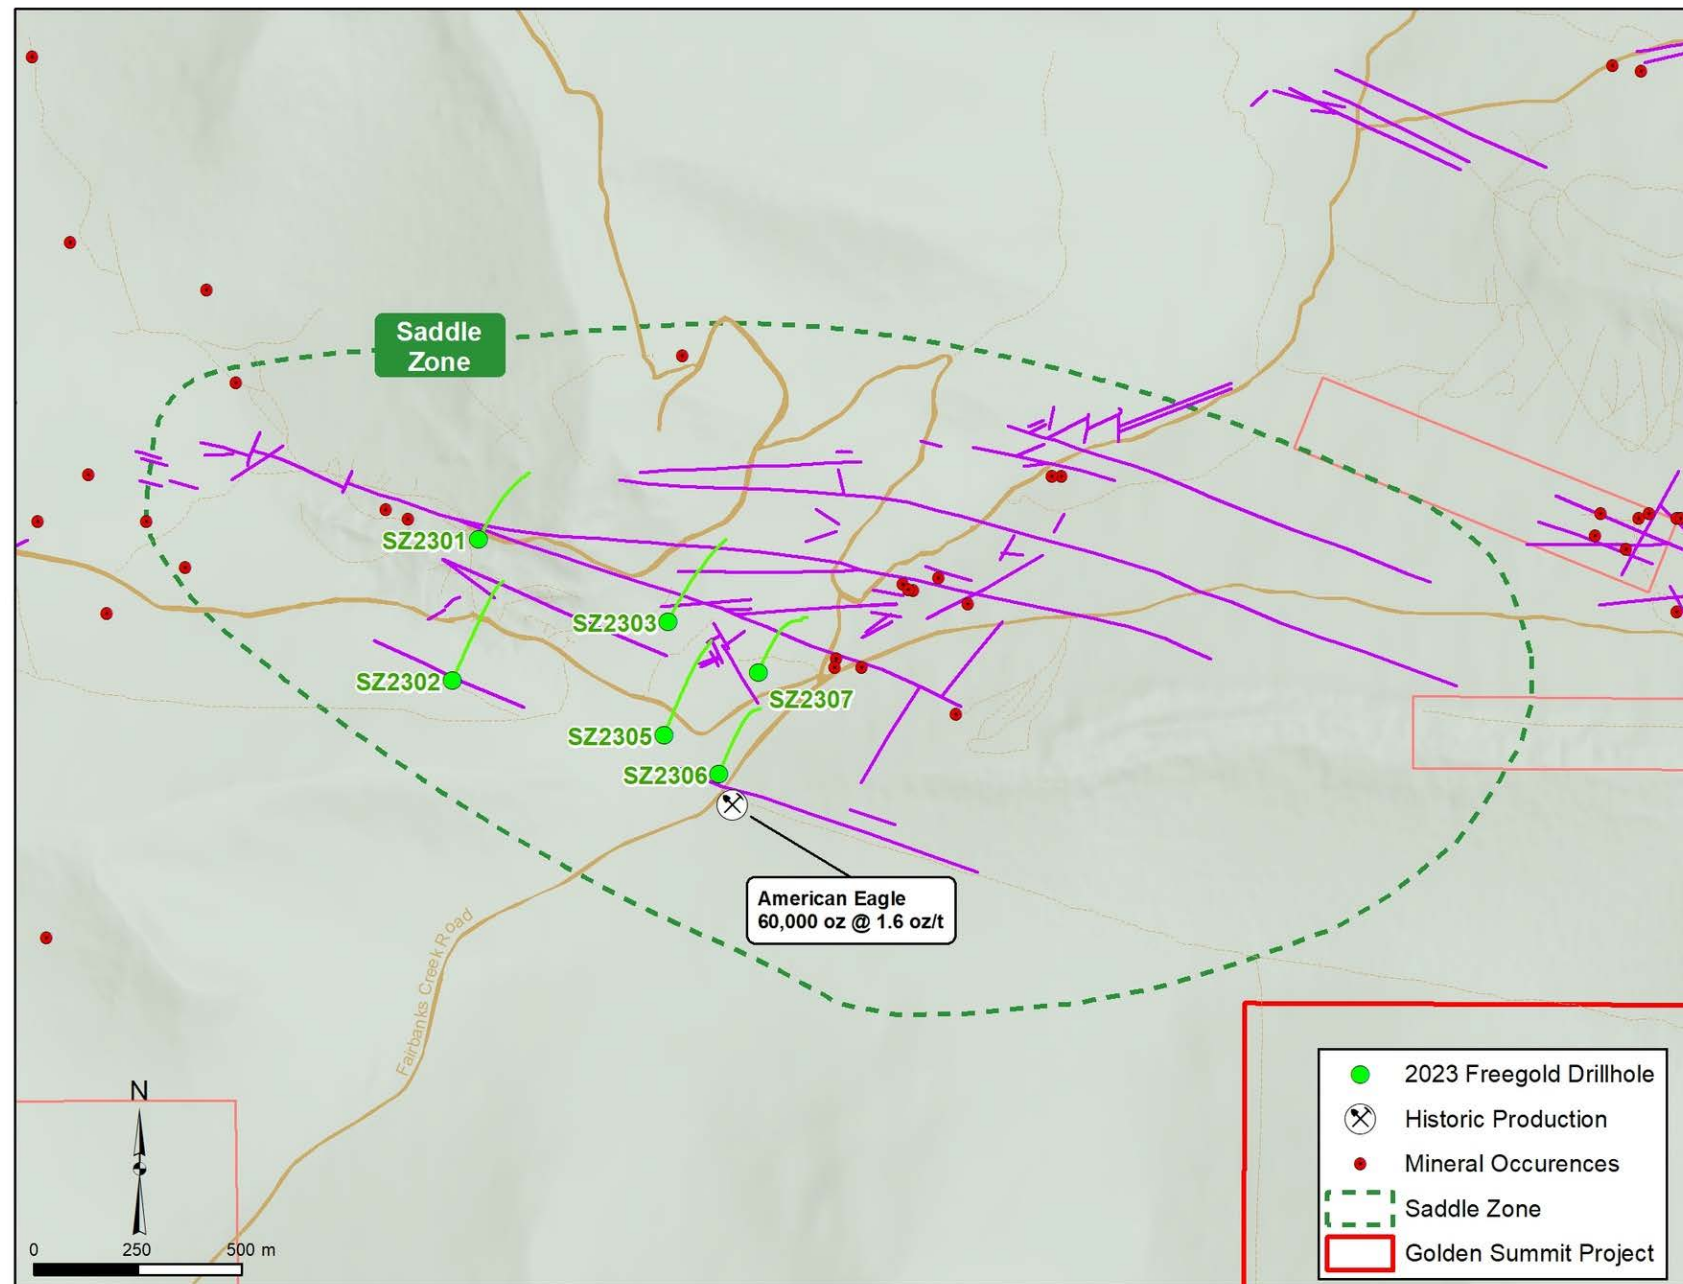 Saddle
Zone
SZ2301
SZ2303
SZ2302
SZ2307
SZ2305
SZ2306
American Eagle
60,000 oz @ 1.6 oz/t
Fairbanks Creek Road
N
0 250 500 m
2023 Freegold Drillhole
Historic Production
Mineral Occurences
Saddle Zone
Golden Summit Project